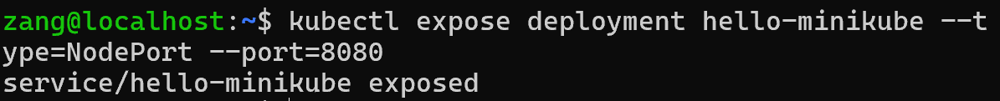 zang@localhost:~$ kubectl expose deployment hello-minikube --t
ype=NodePort --port=8080
service/hello-minikube exposed